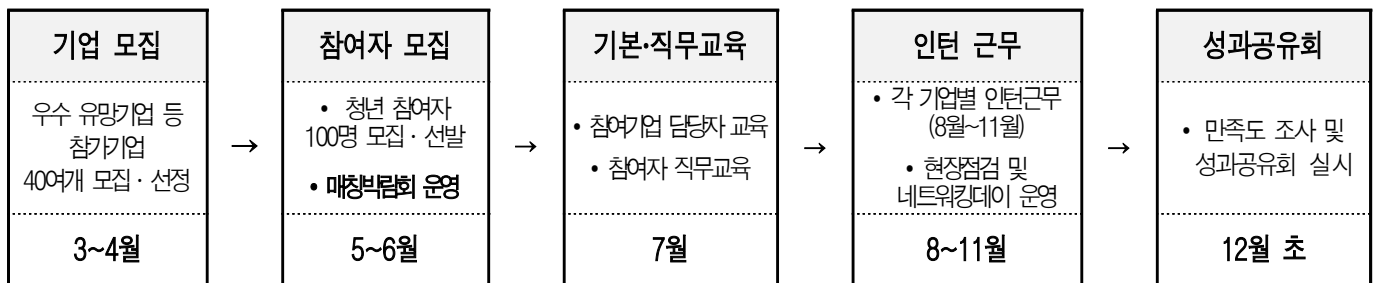 기업 모집
우수 유망기업 등
참가기업
40여개 모집·선정
3~4월
→
참여자 모집
• 청년 참여자
100명 모집·선발
• 매칭박람회 운영
5~6월
→
기본·직무교육
• 참여기업 담당자 교육
• 참여자 직무교육
7월
→
인턴 근무
• 각 기업별 인턴근무
(8월~11월)
• 현장점검 및
네트워킹데이 운영
8~11월
→
성과공유회
• 만족도 조사 및
성과공유회 실시
12월 초